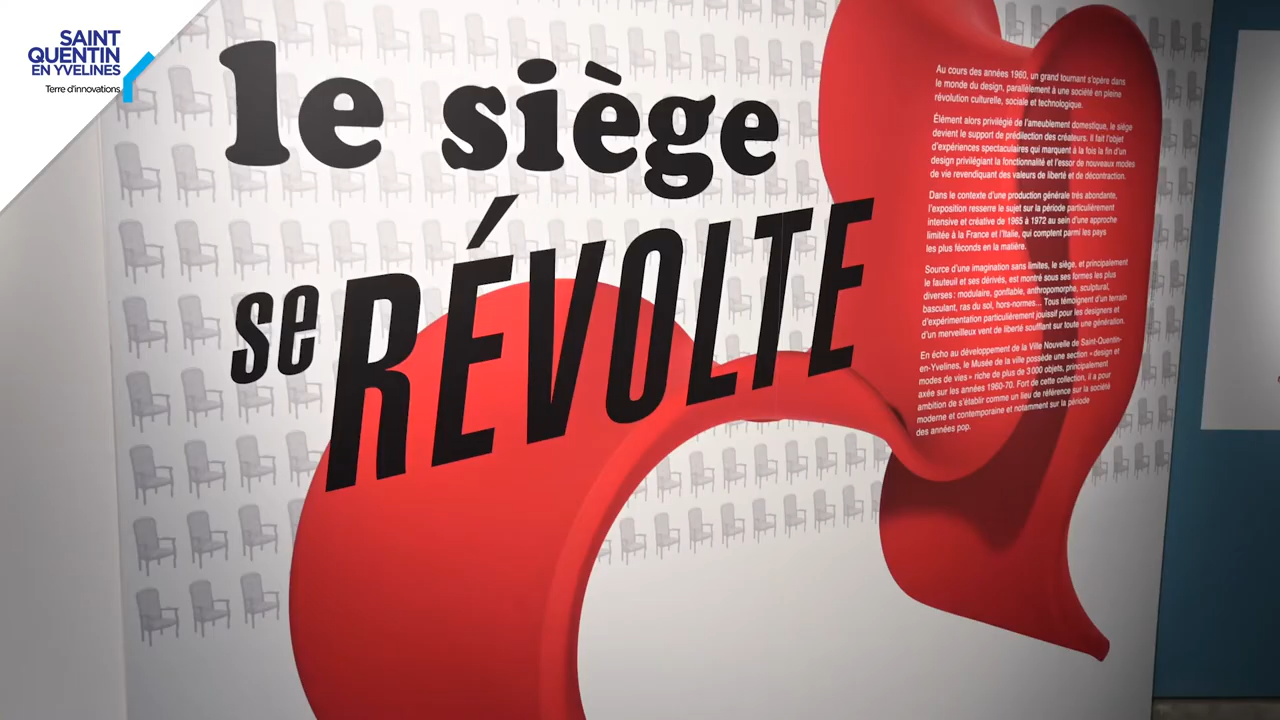 SAINT
QUENTIN
EN YVELINES
Terre d'innovations
le siège
se RÉVOLTE
Au cours des années 1960, un grand tournant s'opère dans
le monde du design, parallèlement à une société en pleine
révolution culturelle, sociale et technologique.
Élément alors privilégié de l'ameublement domestique, le siège
devient le support de prédilection des créateurs. Il fait l'objet
d'expériences spectaculaires qui marquent à la fois la fin d'un
design privilégiant la fonctionnalité et l'essor de nouveaux modes
de vie revendiquant des valeurs de liberté et de décontraction.
Dans le contexte d'une production générale très abondante,
l'exposition resserre le sujet sur la période particulièrement
intensive et créative de 1965 à 1972 au sein d'une approche
limitée à la France et l'Italie, qui comptent parmi les pays
les plus féconds en la matière.
Source d'une imagination sans limites, le siège, et principalement
le fauteuil et ses dérivés, est montré sous ses formes les plus
diverses : modulaire, gonflable, anthropomorphe, sculptural,
basculant, ras du sol, hors-normes... Tous témoignent d'un terrain
d'expérimentation particulièrement jouissif pour les designers et
d'un merveilleux vent de liberté soufflant sur toute une génération.
En écho au développement de la Ville Nouvelle de Saint-Quentin-
en-Yvelines, le Musée de la ville possède une section « design et
modes de vies » riche de plus de 3 000 objets, principalement
axée sur les années 1960-70. Fort de cette collection, il a pour
ambition de s'établir comme un lieu de référence sur la société
moderne et contemporaine et notamment sur la période
des années pop.